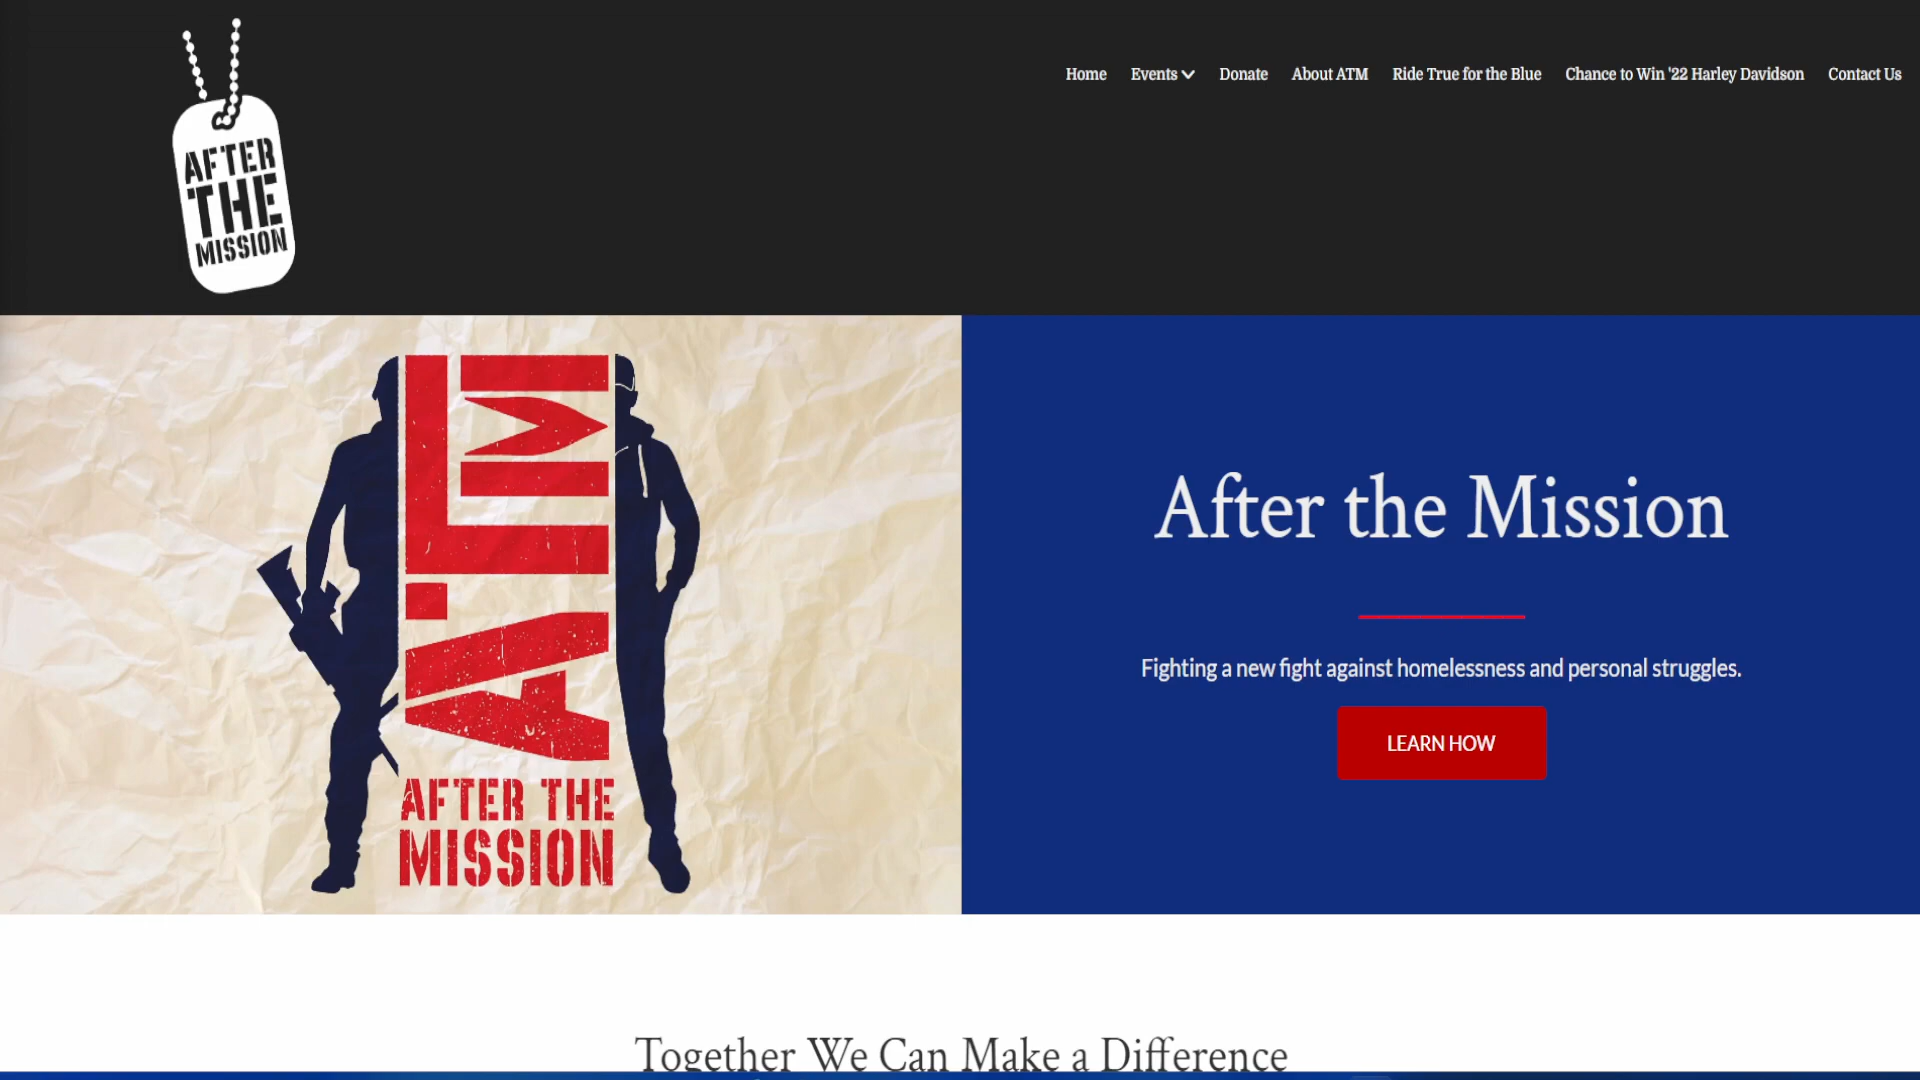 AFTER
THE
MISSION
Home Events Donate About ATM Ride True for the Blue Chance to Win '22 Harley Davidson Contact Us
A.T.M
AFTER THE
MISSION
After the Mission
Fighting a new fight against homelessness and personal struggles.
LEARN HOW
Together We Can Make a Difference